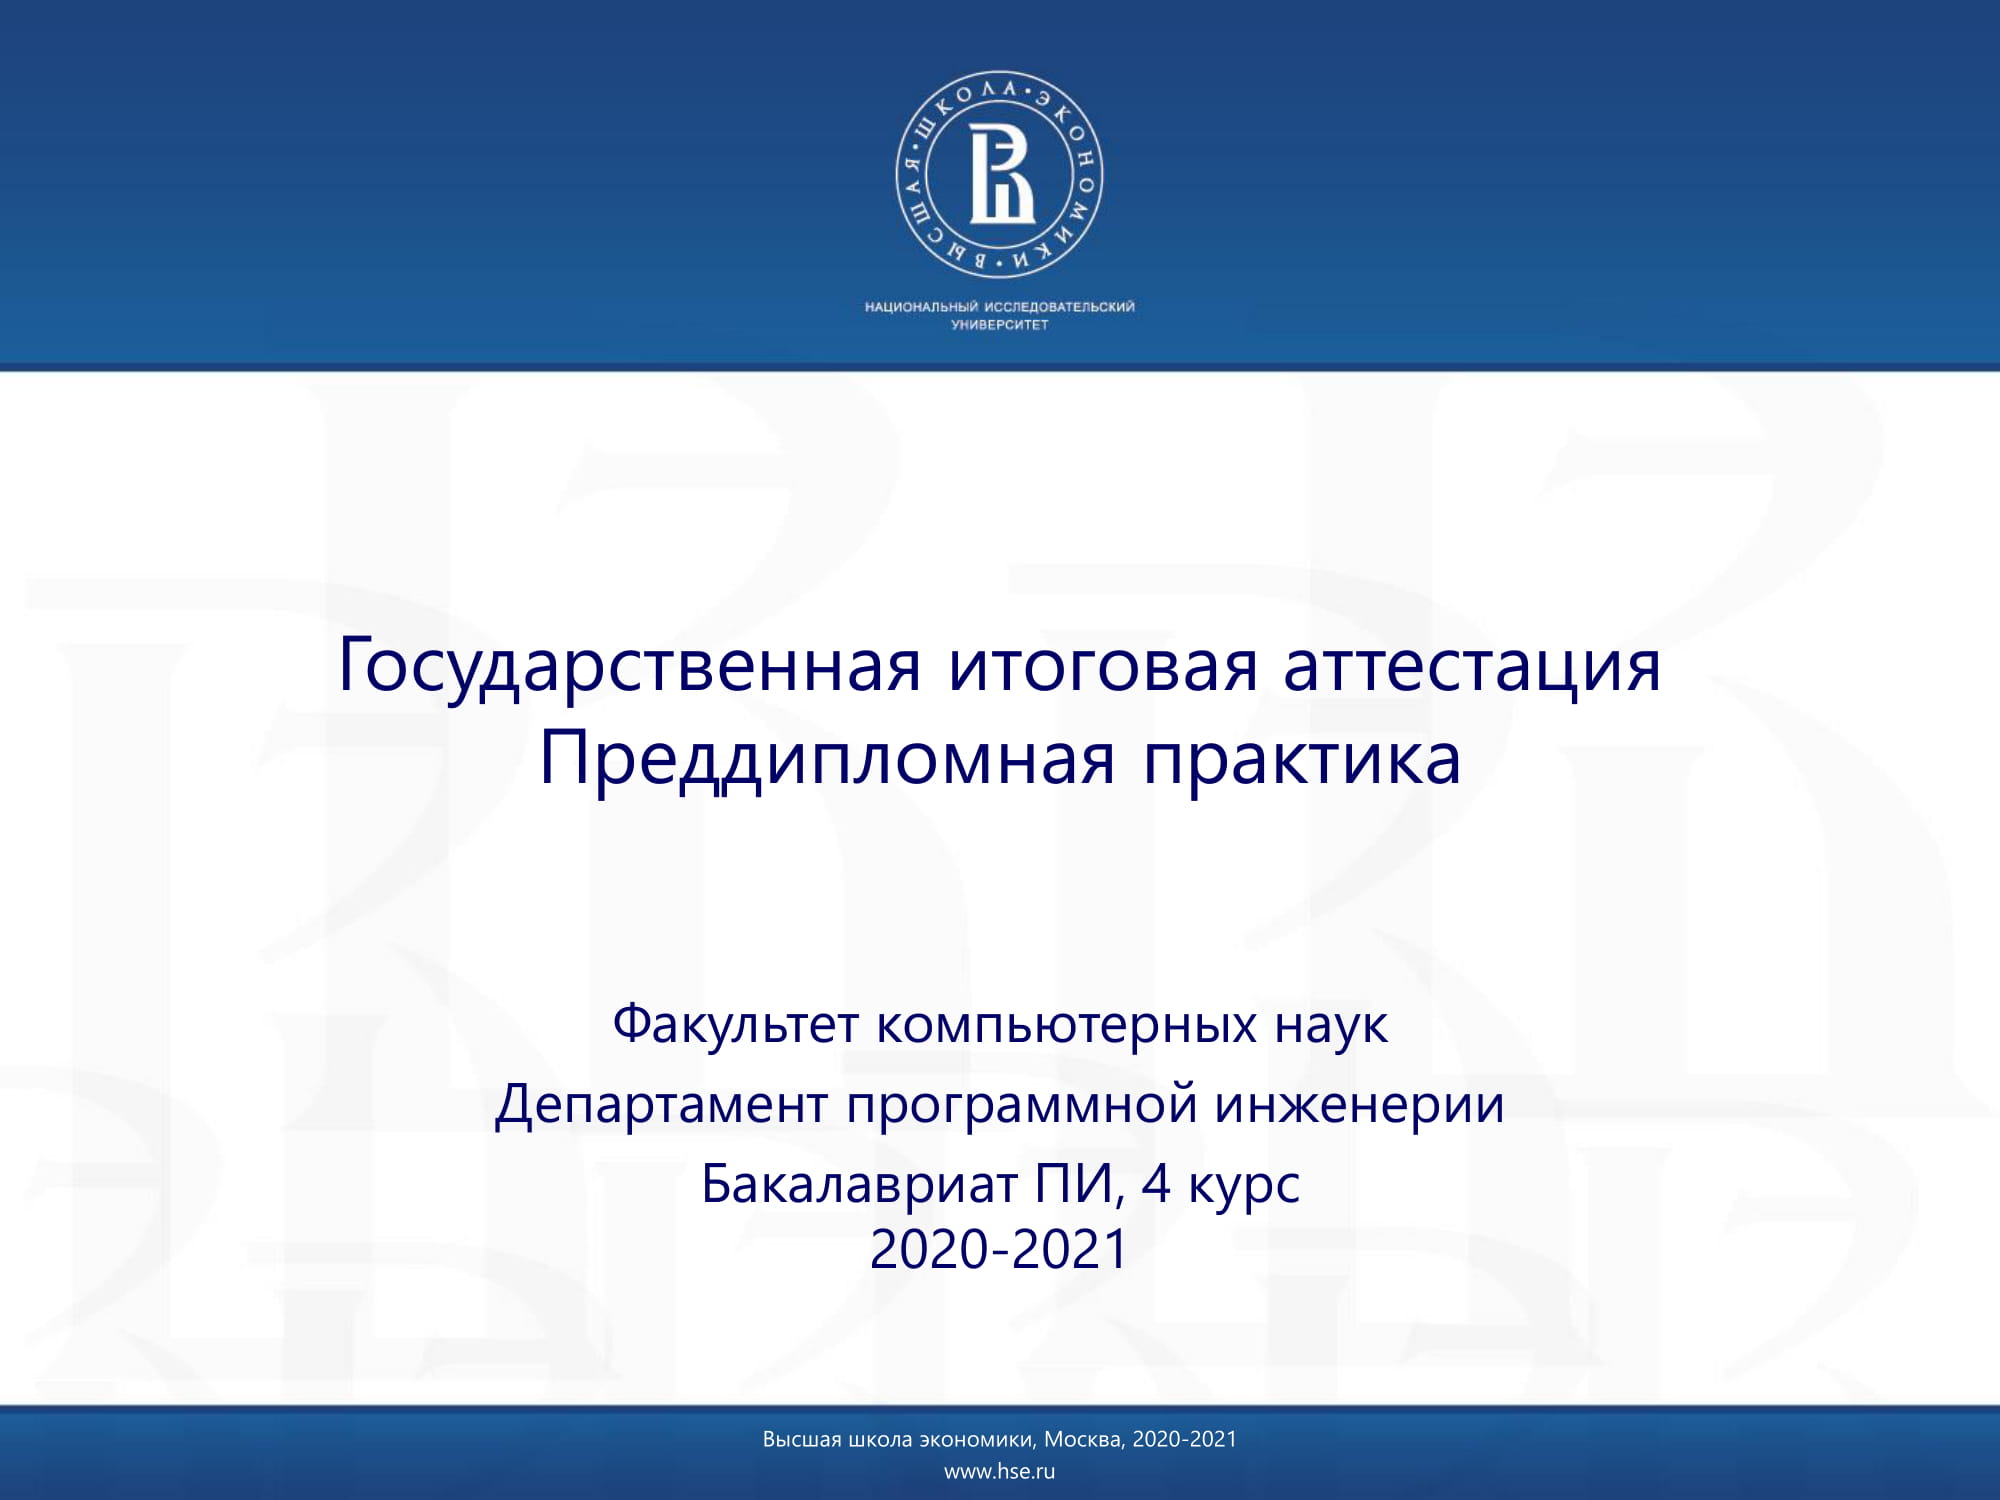 ВЫСШАЯ · ШКОЛА · ЭКОНОМИКИ ·
НАЦИОНАЛЬНЫЙ ИССЛЕДОВАТЕЛЬСКИЙ
УНИВЕРСИТЕТ
Государственная итоговая аттестация
Преддипломная практика
Факультет компьютерных наук
Департамент программной инженерии
Бакалавриат ПИ, 4 курс
2020-2021
Высшая школа экономики, Москва, 2020-2021
www.hse.ru